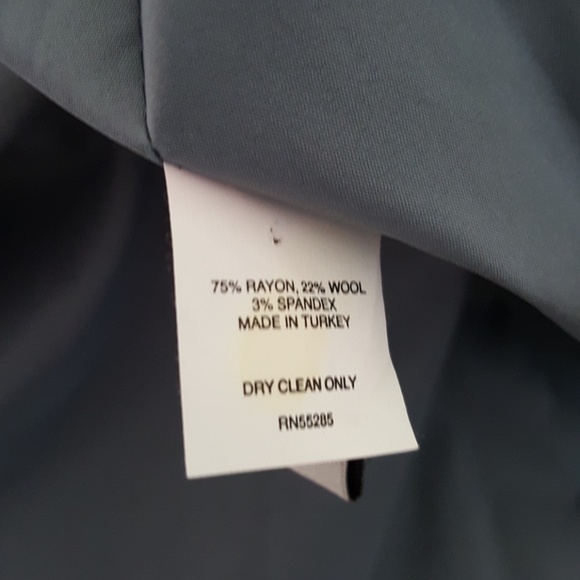 75% RAYON, 22% WOOL
3% SPANDEX
MADE IN TURKEY
DRY CLEAN ONLY
RN55285